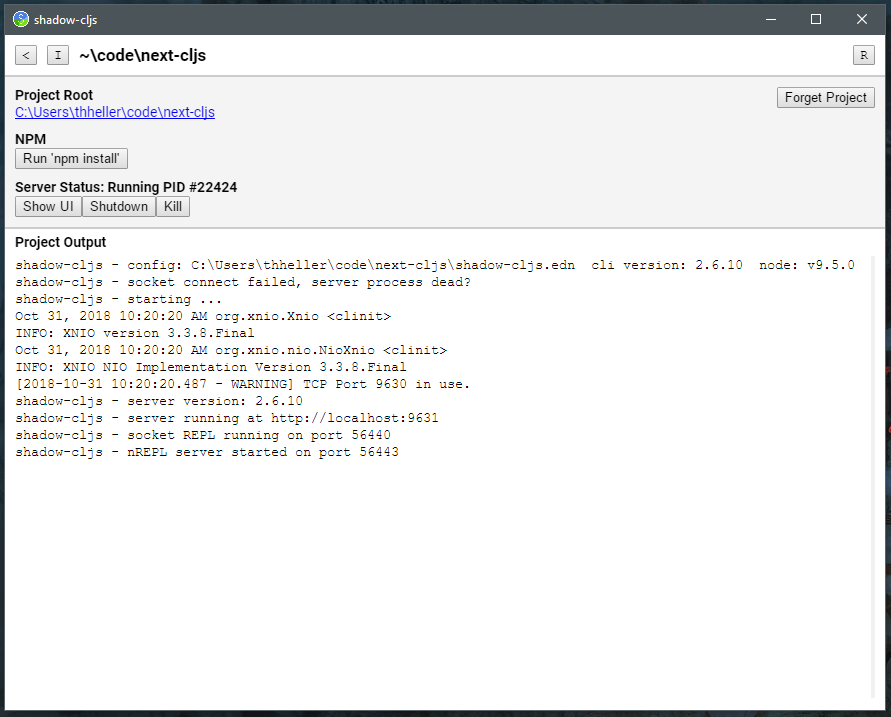 shadow-cljs
< I ~\code\next-cljs R
Project Root
Forget Project
C:\Users\thheller\code\next-cljs
NPM
Run 'npm install'
Server Status: Running PID #22424
Show UI Shutdown Kill
Project Output
shadow-cljs - config: C:\Users\thheller\code\next-cljs\shadow-cljs.edn  cli version: 2.6.10  node: v9.5.0
shadow-cljs - socket connect failed, server process dead?
shadow-cljs - starting ...
Oct 31, 2018 10:20:20 AM org.xnio.Xnio <clinit>
INFO: XNIO version 3.3.8.Final
Oct 31, 2018 10:20:20 AM org.xnio.nio.NioXnio <clinit>
INFO: XNIO NIO Implementation Version 3.3.8.Final
[2018-10-31 10:20:20.487 - WARNING] TCP Port 9630 in use.
shadow-cljs - server version: 2.6.10
shadow-cljs - server running at http://localhost:9631
shadow-cljs - socket REPL running on port 56440
shadow-cljs - nREPL server started on port 56443